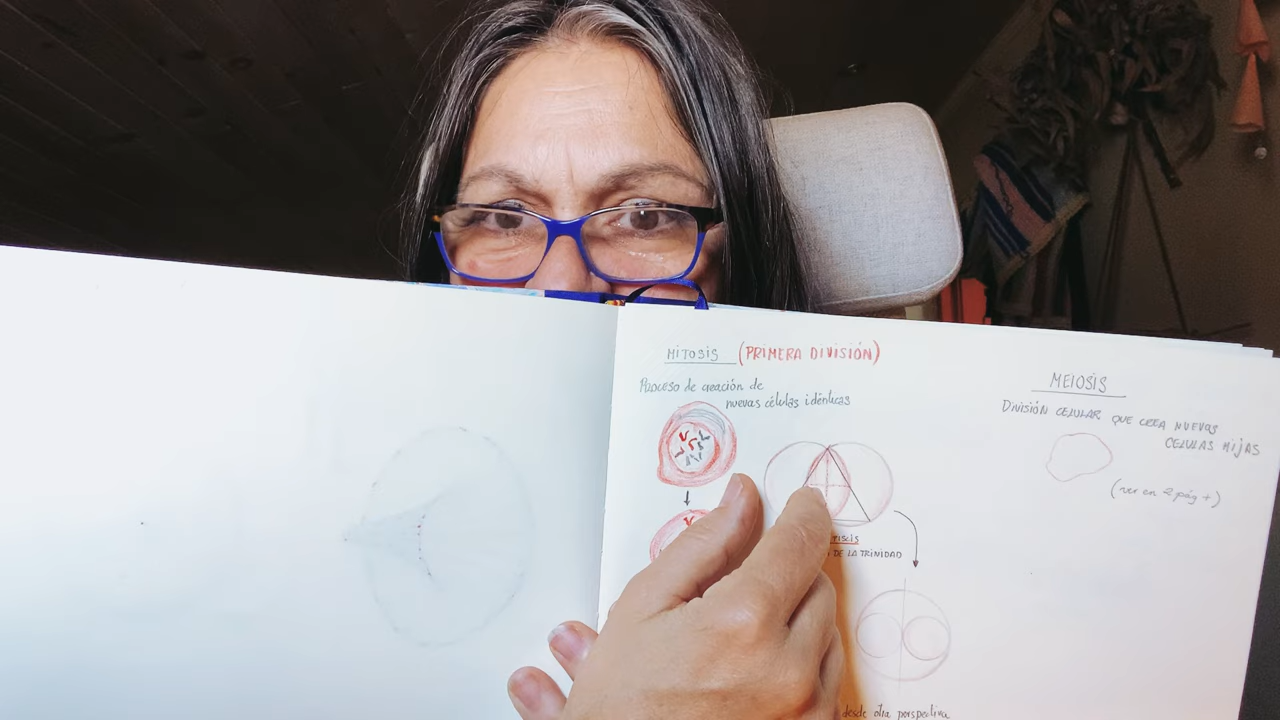 MITOSIS (PRIMERA DIVISIÓN)
PROCESO de creación de
nuevas células idénticas
DE LA TRINIDAD
desde otra perspectiva
MEIOSIS
DIVISIÓN CELULAR QUE CREA NUEVAS
CELULAS HIJAS
(ver en 2 pág +)